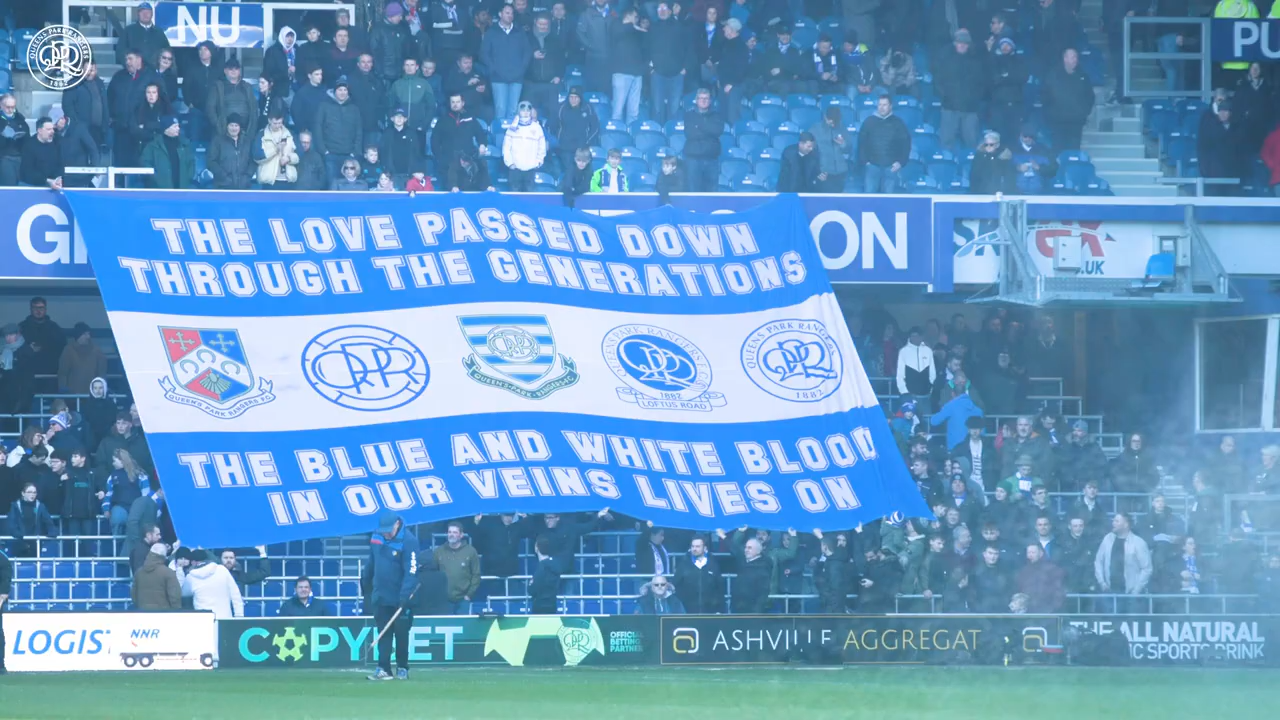 NU
PU
QUEENS PARK RANGERS
1882
G
ON
UK
THE LOVE PASSED DOWN
THROUGH THE GENERATIONS
QUEENS PARK RANGERS F.C.
QPR
QUEENS PARK RANGERS
1882
LOFTUS ROAD
QUEENS PARK RANGERS
1882
THE BLUE AND WHITE BLOOD
IN OUR VEINS LIVES ON
LOGIS
NNR
COPYBET
OFFICIAL
BETTING
PARTNER
ASHVILLE AGGREGAT
THE ALL NATURAL
IC SPORTS DRINK